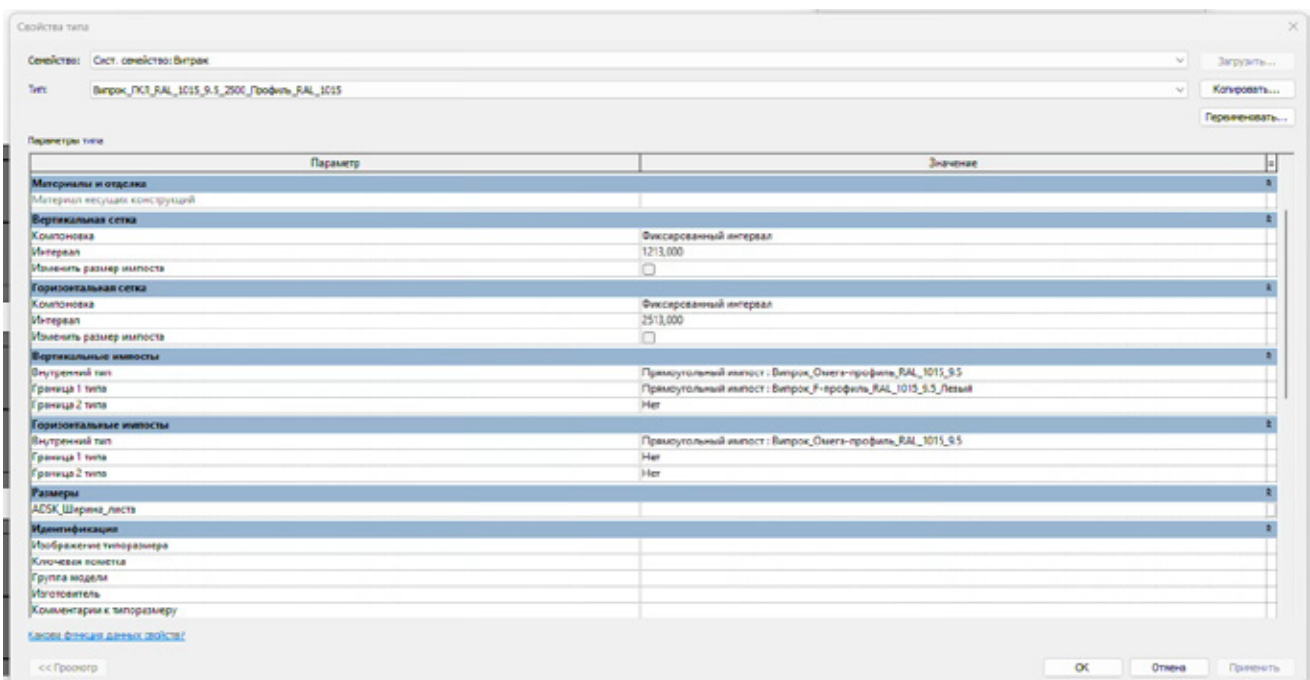 Свойства типа
Семейство: Сист. семейство: Витраж Загрузить...
Тип: Випрок_ГКЛ_RAL_1015_9.5_2500_Профиль_RAL_1015 Копировать...
Переименовать...
Параметры типа
Параметр Значение
Материалы и отделка
Материал несущих конструкций
Вертикальная сетка
Компоновка Фиксированный интервал
Интервал 1213,000
Изменить размер импоста
Горизонтальная сетка
Компоновка Фиксированный интервал
Интервал 2513,000
Изменить размер импоста
Вертикальные импосты
Внутренний тип Прямоугольный импост : Випрок_Омега-профиль_RAL_1015_9.5
Граница 1 типа Прямоугольный импост : Випрок_F-профиль_RAL_1015_9.5_Левый
Граница 2 типа Нет
Горизонтальные импосты
Внутренний тип Прямоугольный импост : Випрок_Омега-профиль_RAL_1015_9.5
Граница 1 типа Нет
Граница 2 типа Нет
Размеры
ADSK_Ширина_листа
Идентификация
Изображение типоразмера
Ключевая пометка
Группа модели
Изготовитель
Комментарии к типоразмеру
Какова функция данных свойств?
<< Просмотр OK Отмена Применить